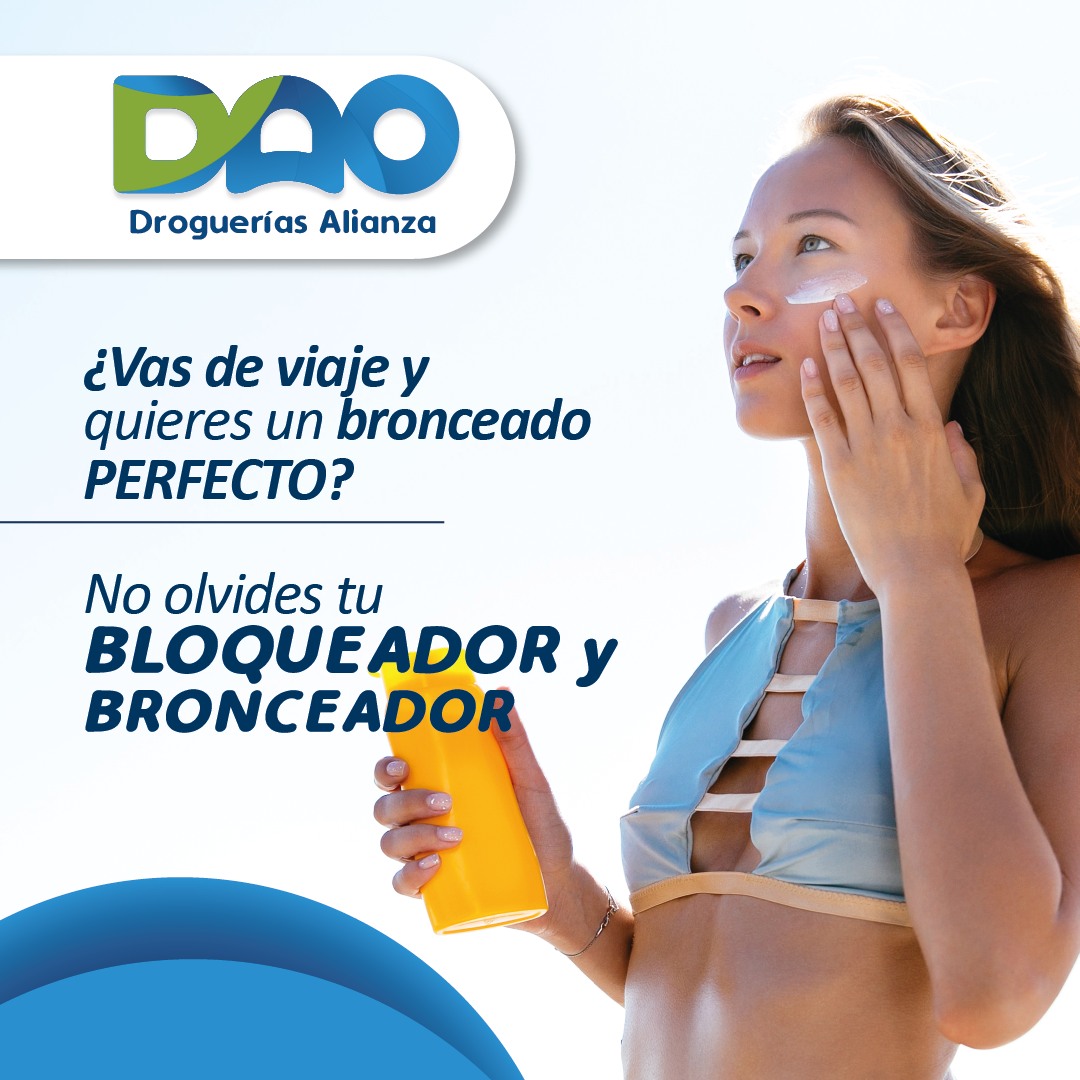 DAO
Droguerías Alianza
¿Vas de viaje y
quieres un bronceado
PERFECTO?
No olvides tu
BLOQUEADOR y
BRONCEADOR